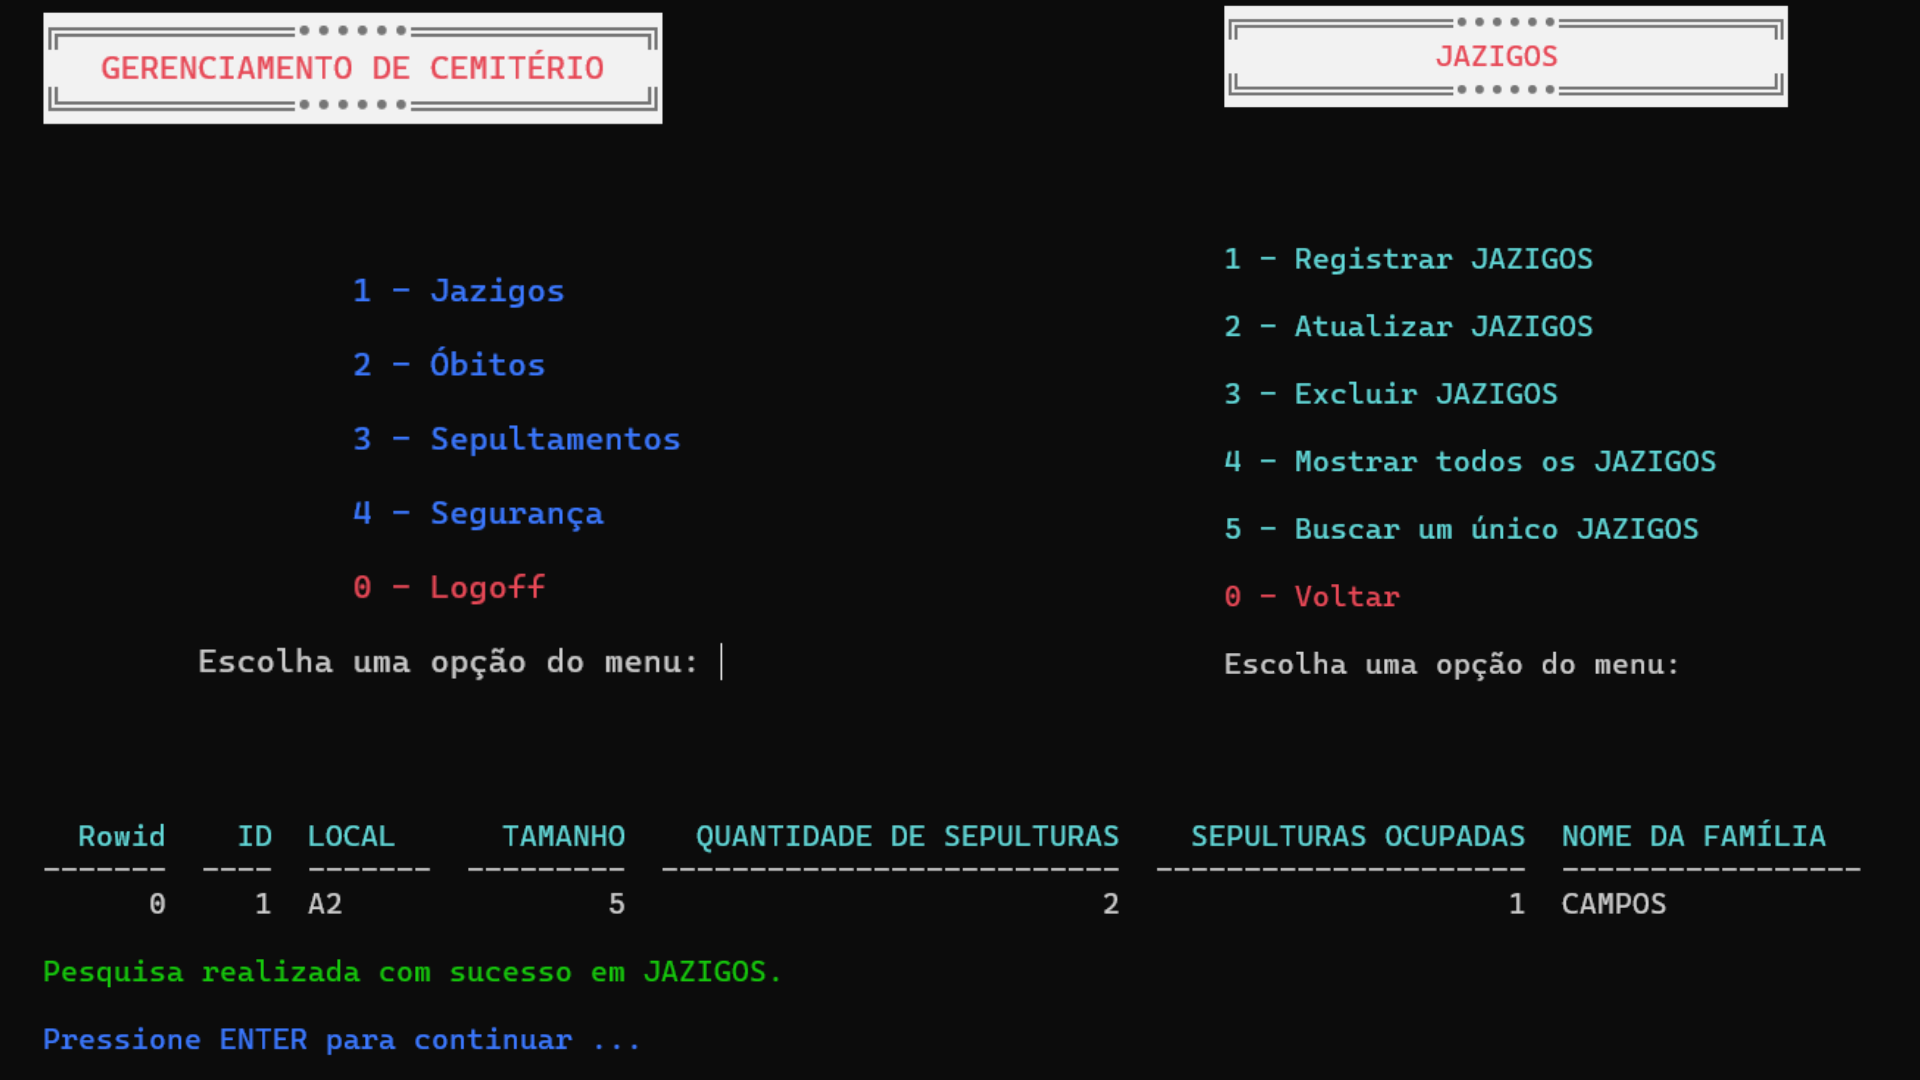 GERENCIAMENTO DE CEMITÉRIO
1 - Jazigos
2 - Óbitos
3 - Sepultamentos
4 - Segurança
0 - Logoff
Escolha uma opção do menu:
JAZIGOS
1 - Registrar JAZIGOS
2 - Atualizar JAZIGOS
3 - Excluir JAZIGOS
4 - Mostrar todos os JAZIGOS
5 - Buscar um único JAZIGOS
0 - Voltar
Escolha uma opção do menu:
Rowid ID LOCAL TAMANHO QUANTIDADE DE SEPULTURAS SEPULTURAS OCUPADAS NOME DA FAMÍLIA
0 1 A2 5 2 1 CAMPOS
Pesquisa realizada com sucesso em JAZIGOS.
Pressione ENTER para continuar ...